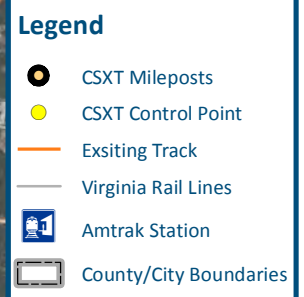 Legend
CSXT Mileposts
CSXT Control Point
Exsiting Track
Virginia Rail Lines
Amtrak Station
County/City Boundaries